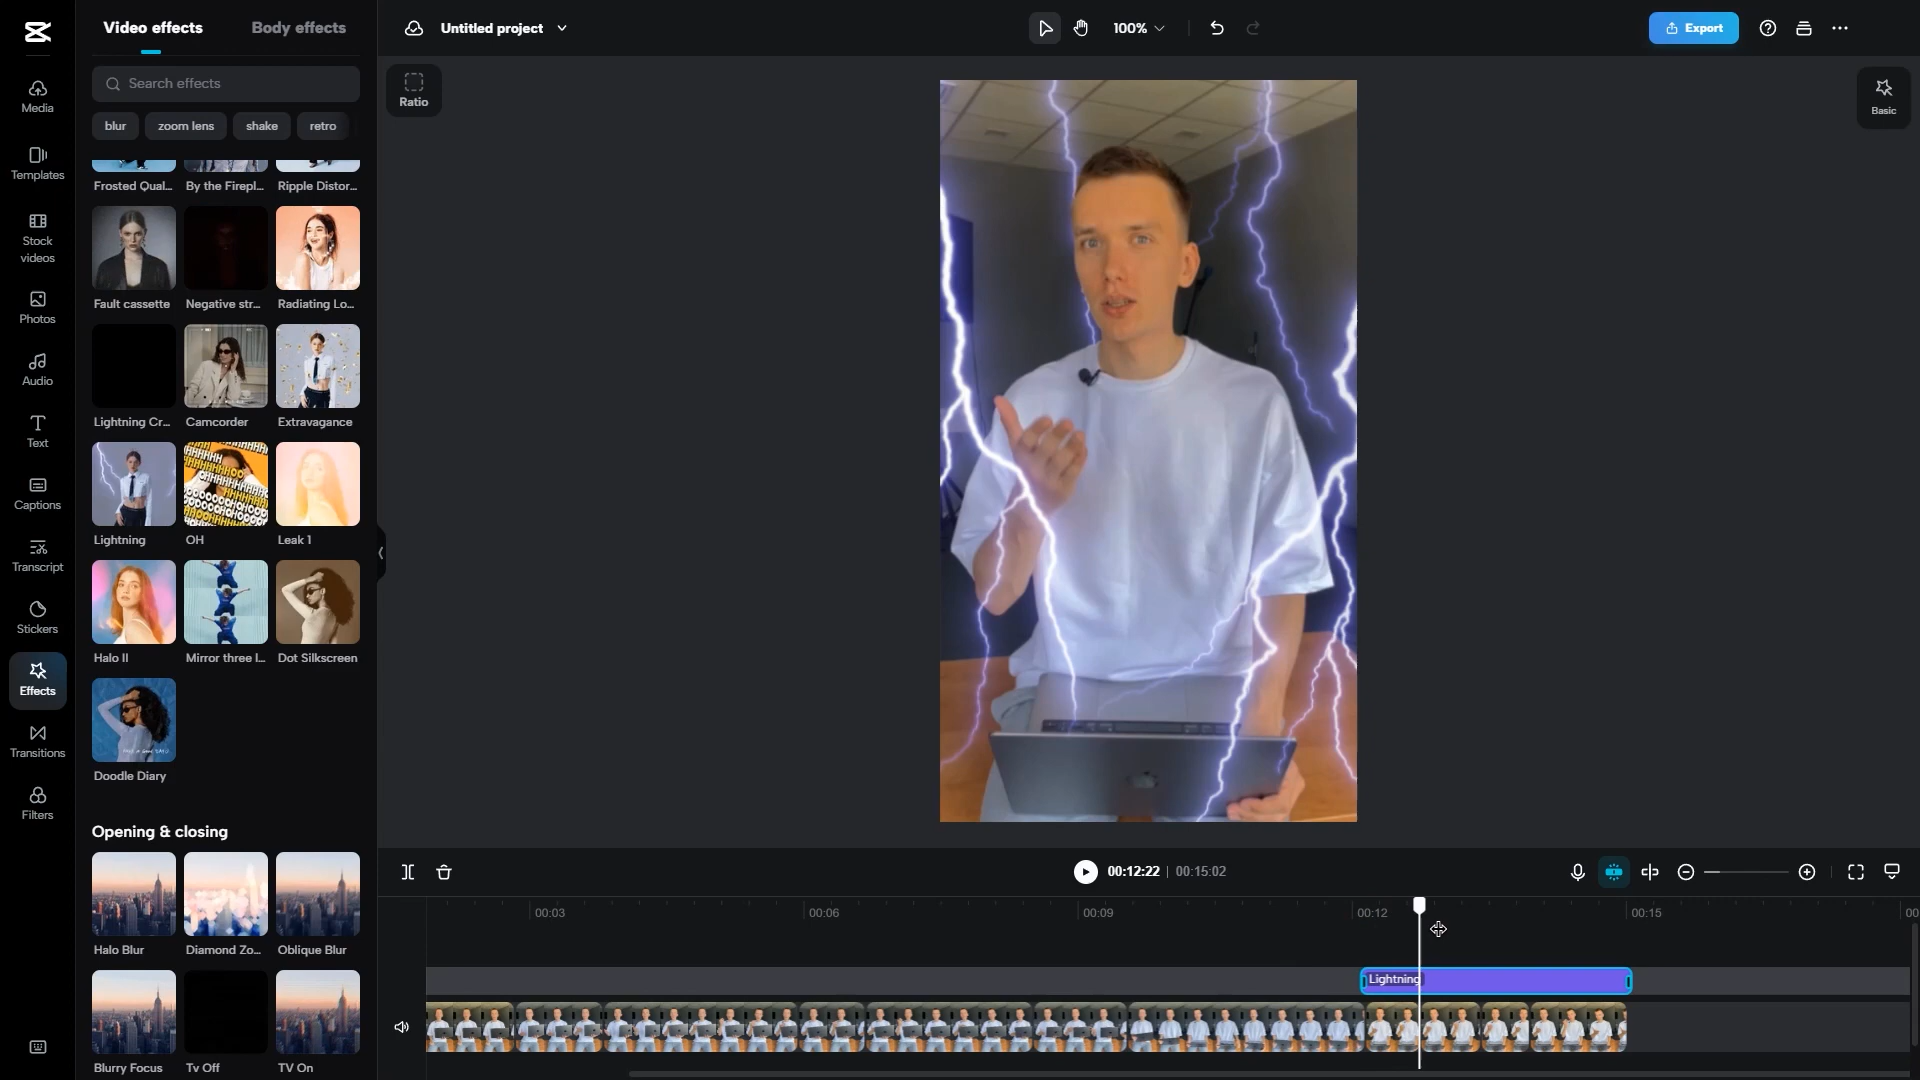 Video effects
Body effects
Untitled project
100%
Export
Search effects
blur
zoom lens
shake
retro
Ratio
Basic
Media
Templates
Stock
videos
Photos
Audio
Text
Captions
Transcript
Stickers
Effects
Transitions
Filters
Frosted Qual...
By the Firepl...
Ripple Distor...
Fault cassette
Negative str...
Radiating Lo...
Lightning Cr...
Camcorder
Extravagance
Lightning
OH
Leak 1
Halo II
Mirror three l...
Dot Silkscreen
Doodle Diary
Opening & closing
Halo Blur
Diamond Zo...
Oblique Blur
Blurry Focus
Tv Off
TV On
00:12:22 | 00:15:02
00:03
00:06
00:09
00:12
00:15
00
Lightning